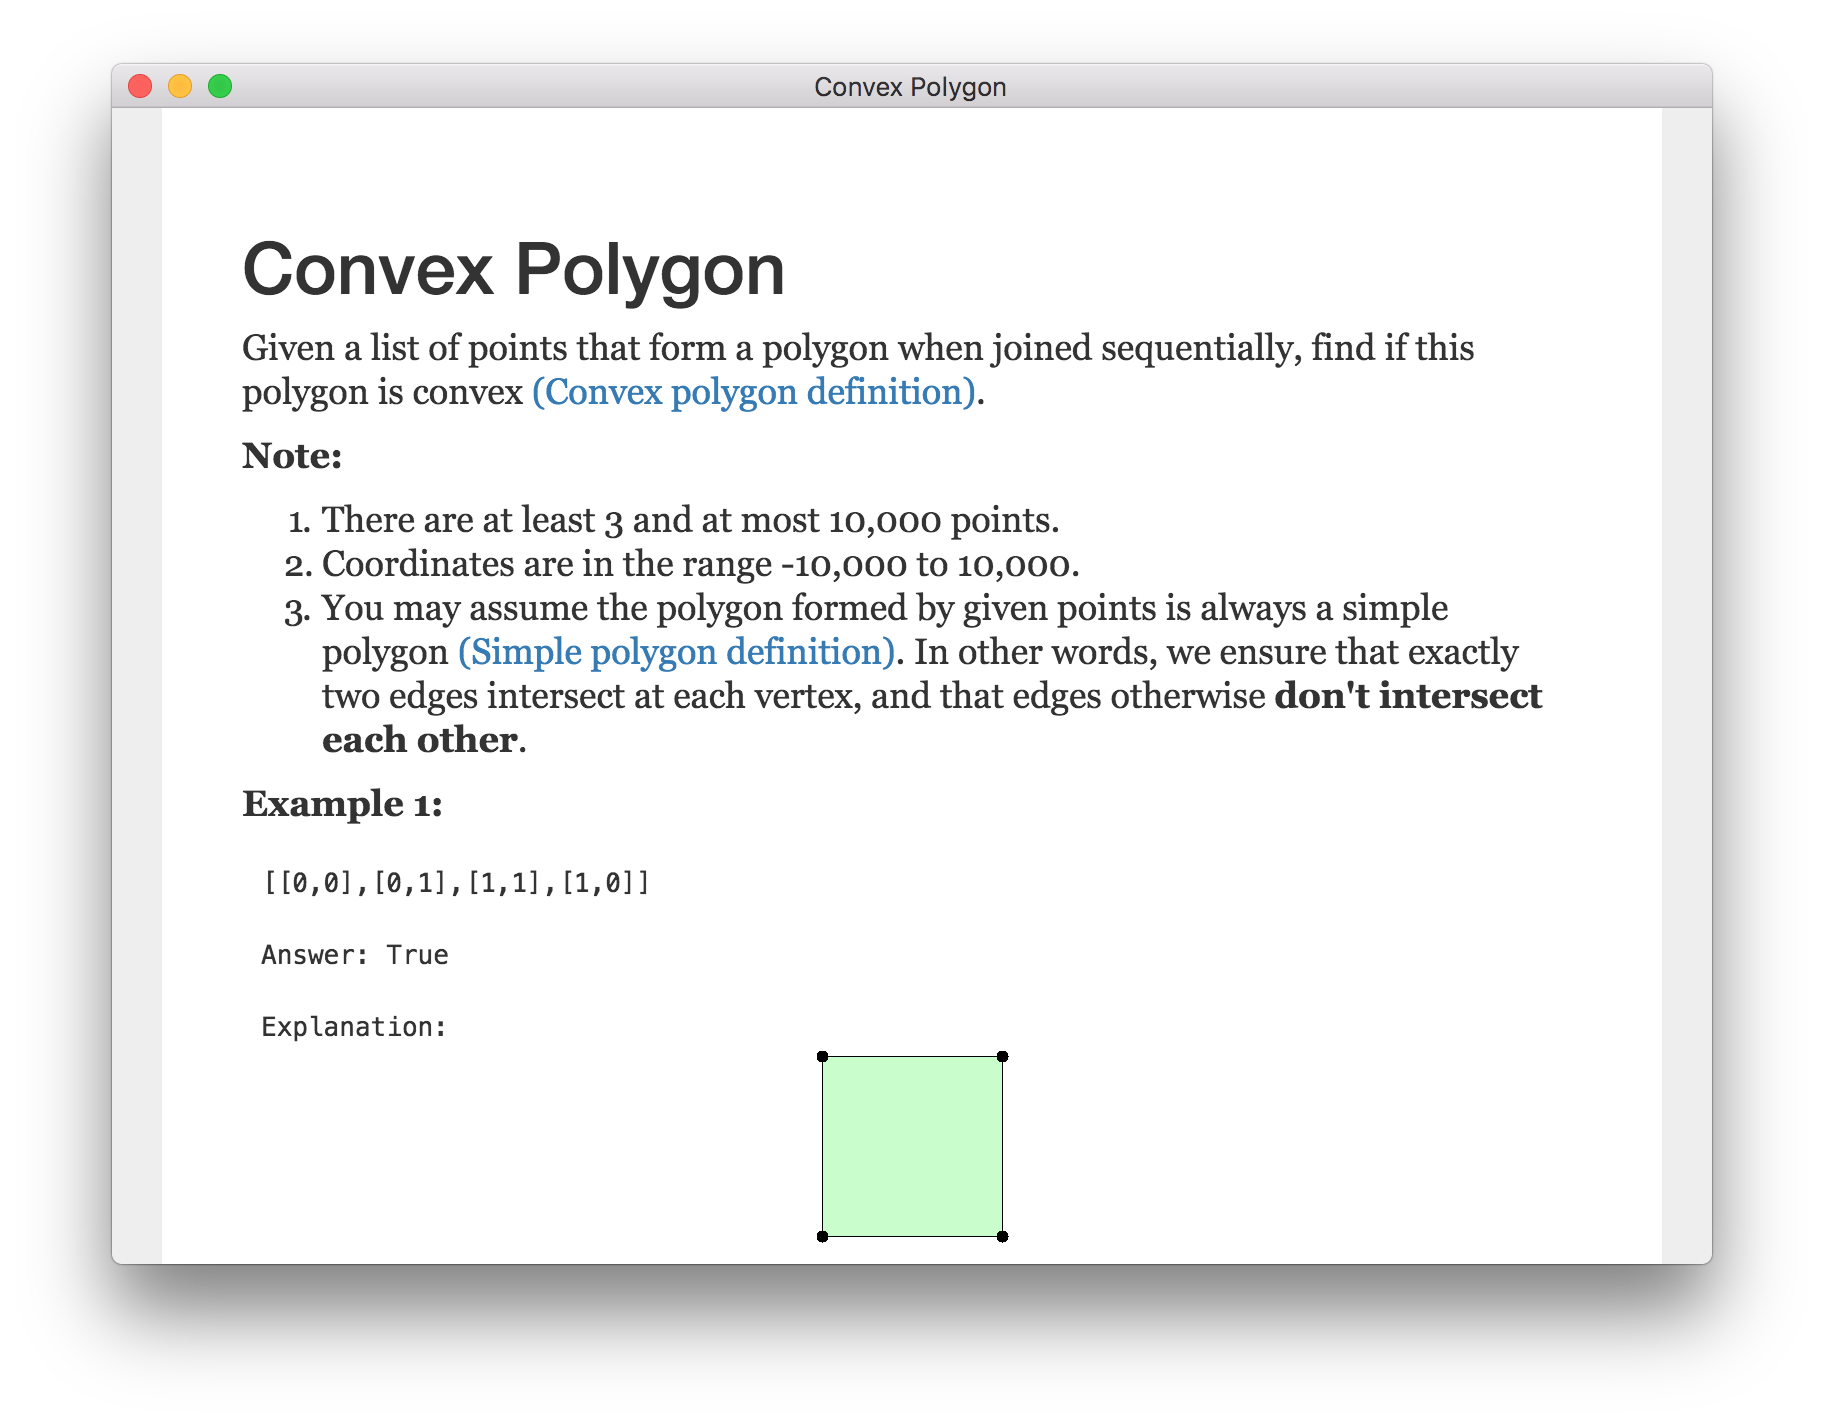 Convex Polygon
Convex Polygon
Given a list of points that form a polygon when joined sequentially, find if this
polygon is convex (Convex polygon definition).
Note:
1. There are at least 3 and at most 10,000 points.
2. Coordinates are in the range -10,000 to 10,000.
3. You may assume the polygon formed by given points is always a simple
polygon (Simple polygon definition). In other words, we ensure that exactly
two edges intersect at each vertex, and that edges otherwise don't intersect
each other.
Example 1:
[[0,0],[0,1],[1,1],[1,0]]
Answer: True
Explanation: